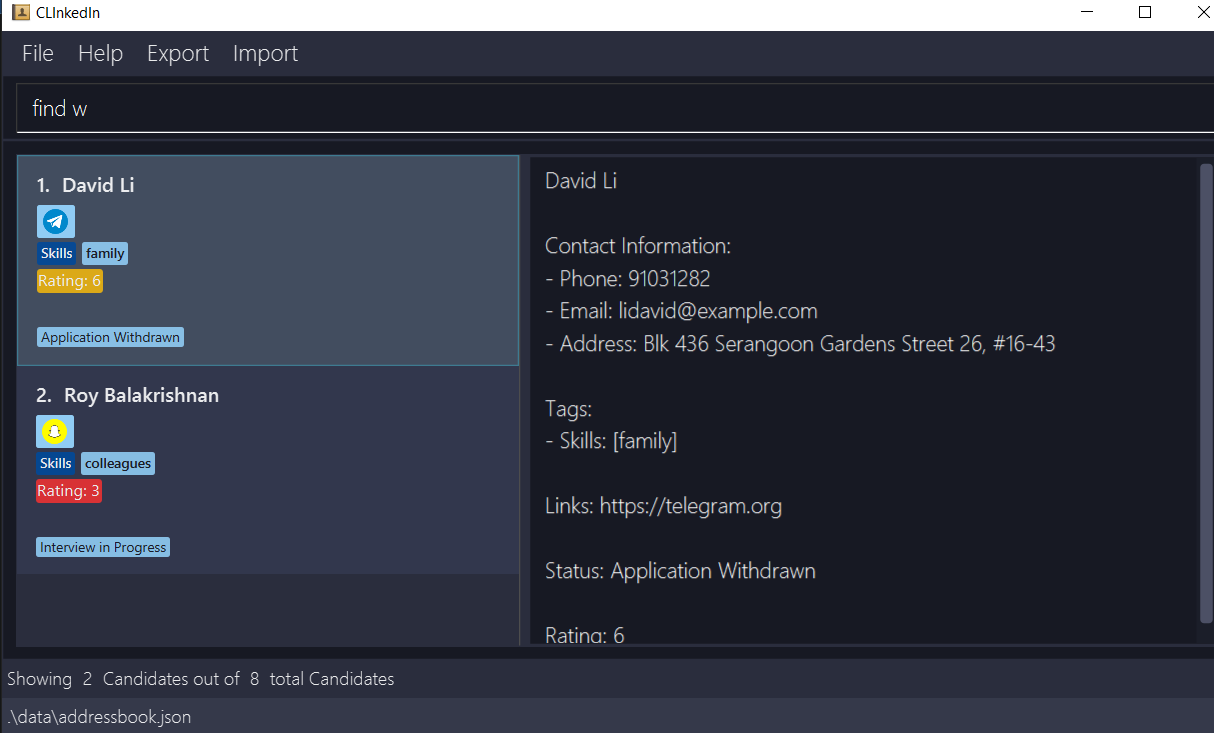 CLInkedIn
File Help Export Import
find w
1. David Li
Skills family
Rating: 6
Application Withdrawn
2. Roy Balakrishnan
Skills colleagues
Rating: 3
Interview in Progress
David Li
Contact Information:
- Phone: 91031282
- Email: lidavid@example.com
- Address: Blk 436 Serangoon Gardens Street 26, #16-43
Tags:
- Skills: [family]
Links: https://telegram.org
Status: Application Withdrawn
Rating: 6
Showing 2 Candidates out of 8 total Candidates
.\data\addressbook.json